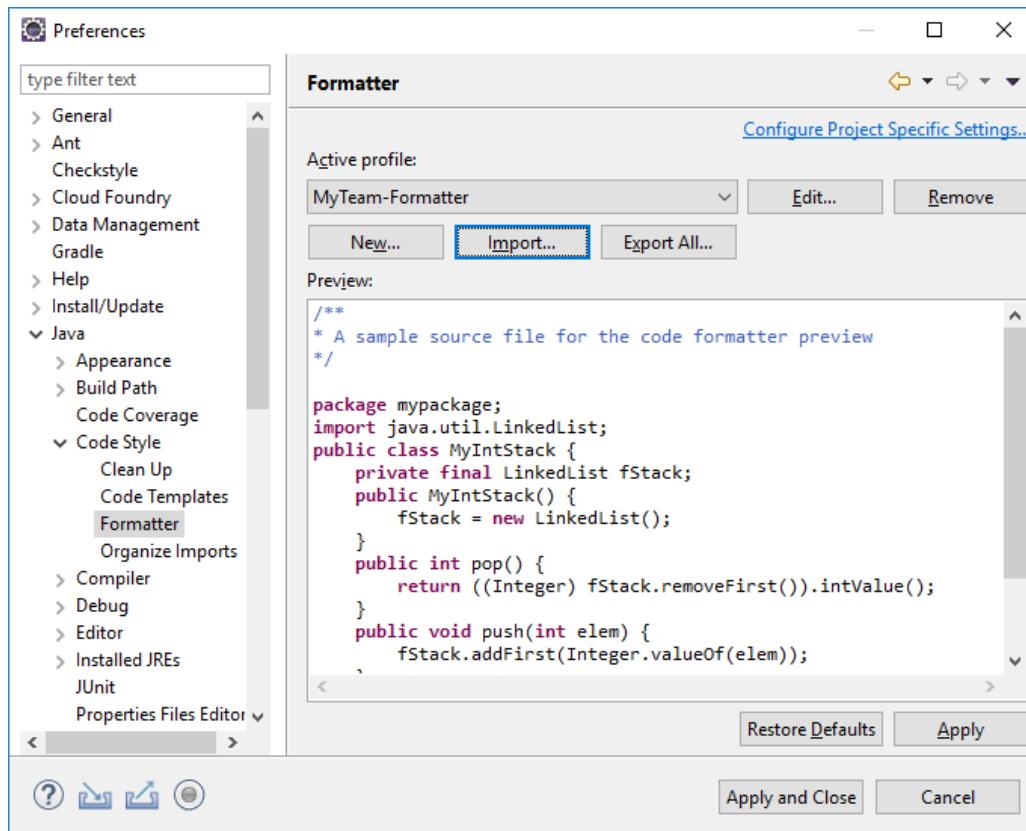 Preferences
type filter text
General
Ant
Checkstyle
Cloud Foundry
Data Management
Gradle
Help
Install/Update
Java
Appearance
Build Path
Code Coverage
Code Style
Clean Up
Code Templates
Formatter
Organize Imports
Compiler
Debug
Editor
Installed JREs
JUnit
Properties Files Editor
Formatter
Configure Project Specific Settings..
Active profile:
MyTeam-Formatter
Edit...
Remove
New...
Import...
Export All...
Preview:
/**
* A sample source file for the code formatter preview
*/
package mypackage;
import java.util.LinkedList;
public class MyIntStack {
    private final LinkedList fStack;
    public MyIntStack() {
        fStack = new LinkedList();
    }
    public int pop() {
        return ((Integer) fStack.removeFirst()).intValue();
    }
    public void push(int elem) {
        fStack.addFirst(Integer.valueOf(elem));
Restore Defaults
Apply
Apply and Close
Cancel